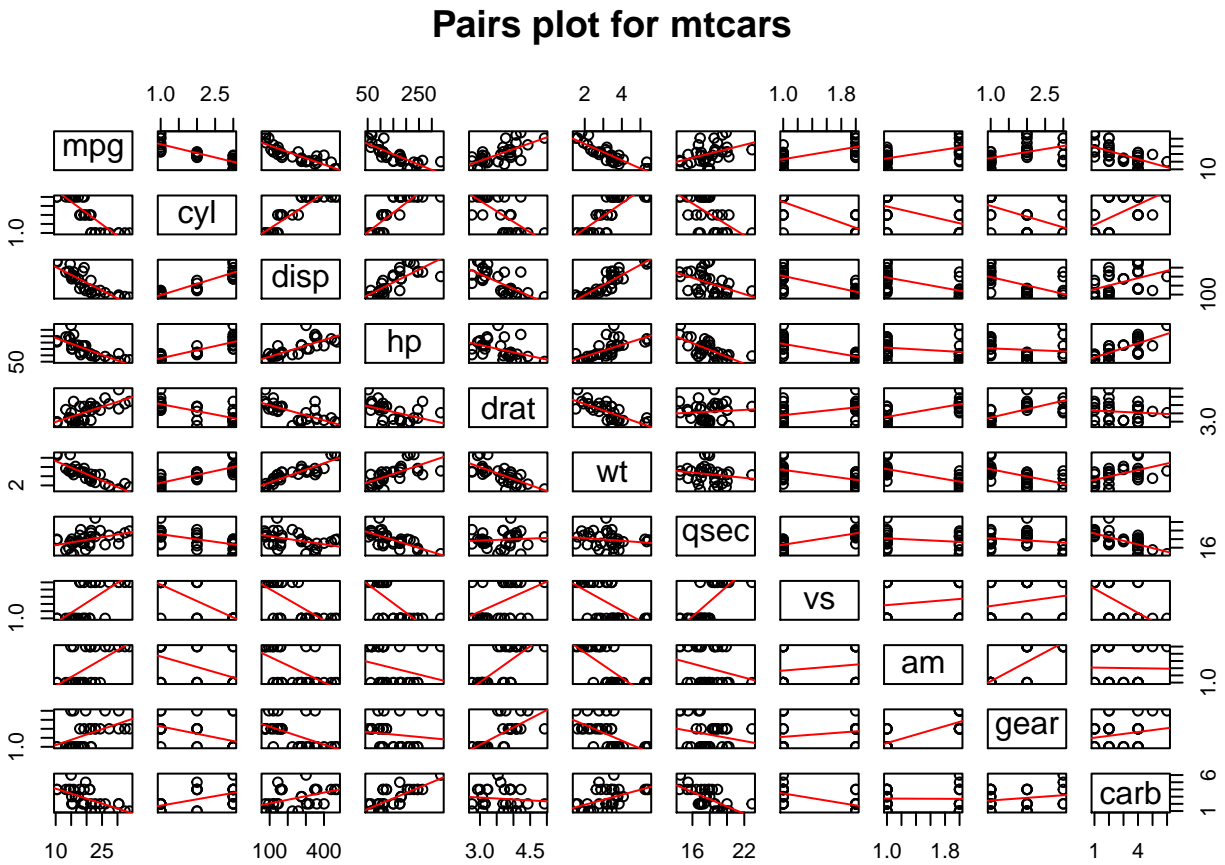 Pairs plot for mtcars
1.0 2.5 50 250 2 4 1.0 1.8 1.0 2.5
mpg 10
1.0 cyl
disp 100
50 hp
drat 3.0
2 wt
qsec 16
1.0 vs
am 1.0
1.0 gear
carb 1 6
10 25 100 400 3.0 4.5 16 22 1.0 1.8 1 4